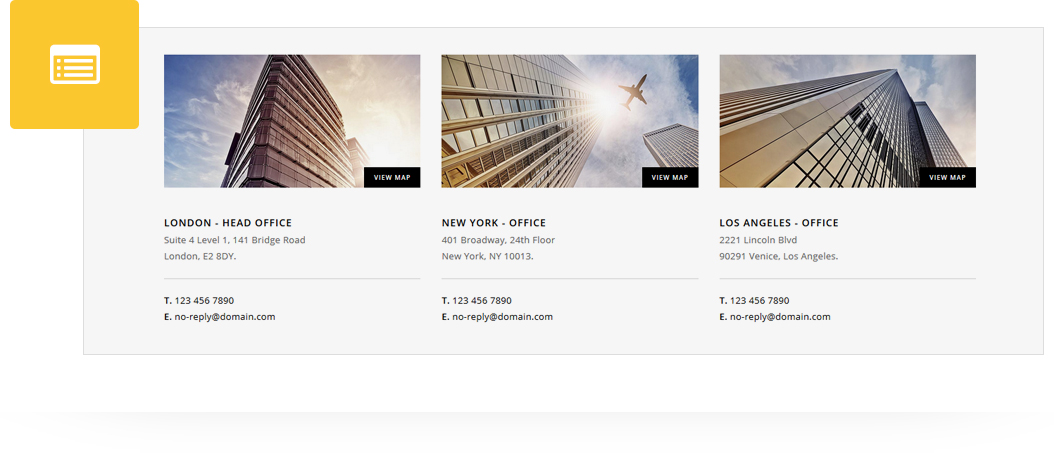 VIEW MAP
LONDON - HEAD OFFICE
Suite 4 Level 1, 141 Bridge Road
London, E2 8DY.
T. 123 456 7890
E. no-reply@domain.com
VIEW MAP
NEW YORK - OFFICE
401 Broadway, 24th Floor
New York, NY 10013.
T. 123 456 7890
E. no-reply@domain.com
VIEW MAP
LOS ANGELES - OFFICE
2221 Lincoln Blvd
90291 Venice, Los Angeles.
T. 123 456 7890
E. no-reply@domain.com